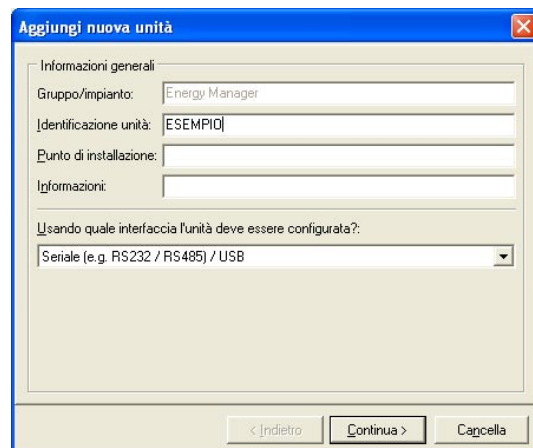 Aggiungi nuova unità
Informazioni generali
Gruppo/impianto: Energy Manager
Identificazione unità: ESEMPIO
Punto di installazione:
Informazioni:
Usando quale interfaccia l'unità deve essere configurata?:
Seriale (e.g. RS232 / RS485) / USB
< Indietro Continua > Cancella